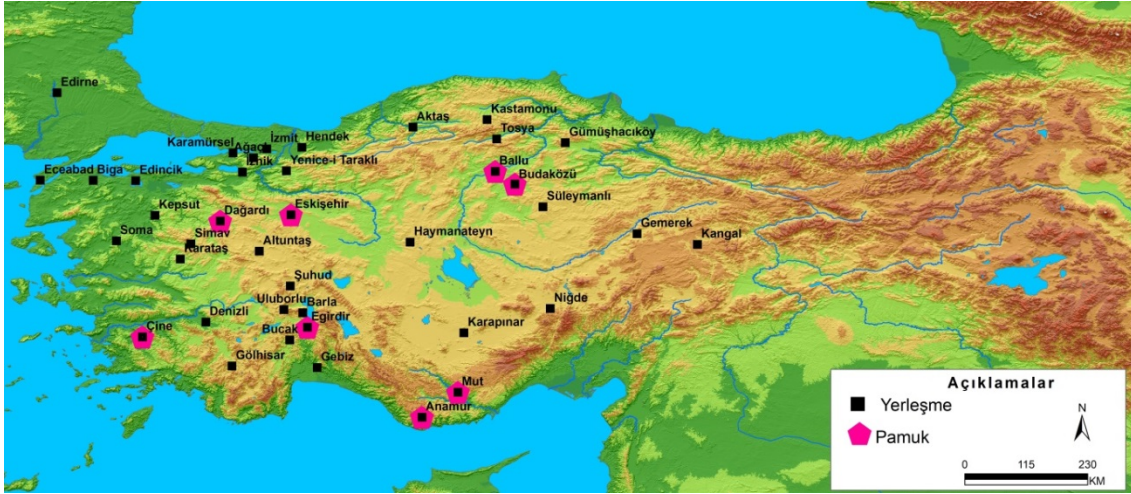 Edirne
Kastamonu
Aktaş
Tosya
Gümüşhacıköy
İzmit
Hendek
Karamürsel
Ağaç
İznik
Yenice-i Taraklı
Ballu
Budaközü
Eceabad
Biga
Edincik
Süleymanlı
Kepsut
Dağardı
Eskişehir
Gemerek
Soma
Simav
Haymanateyn
Kangal
Karataş
Altuntaş
Şuhud
Niğde
Uluborlu
Barla
Denizli
Egirdir
Karapınar
Çine
Bucak
Gölhisar
Gebiz
Mut
Anamur
Açıklamalar
Yerleşme
Pamuk
N
0 115 230
KM